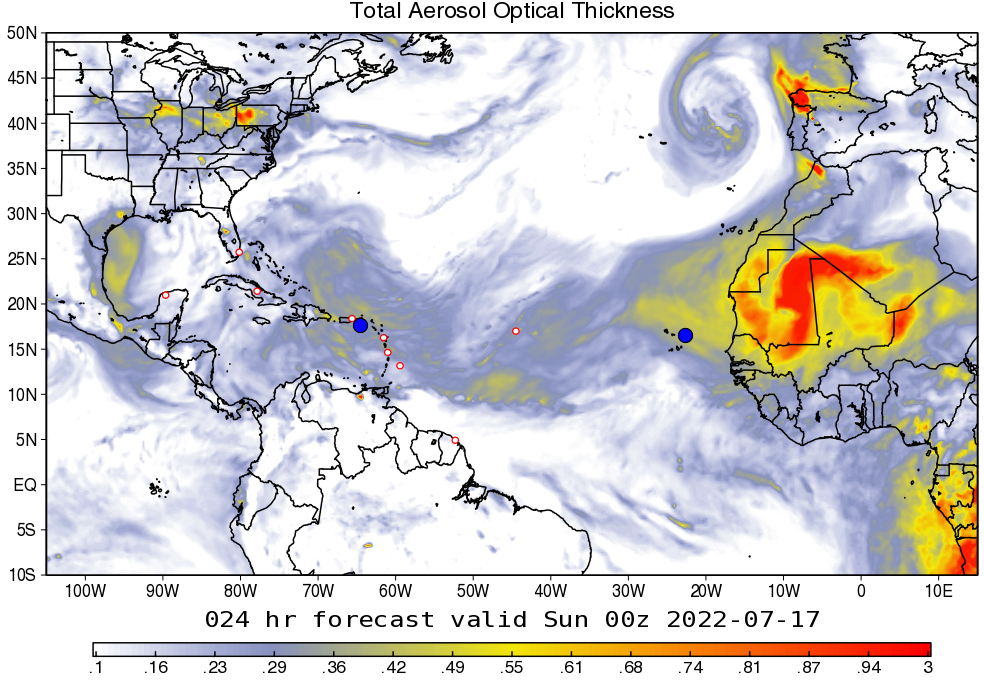 Total Aerosol Optical Thickness
50N
45N
40N
35N
30N
25N
20N
15N
10N
5N
EQ
5S
10S
100W 90W 80W 70W 60W 50W 40W 30W 20W 10W 0 10E
024 hr forecast valid Sun 00z 2022-07-17
.1 .16 .23 .29 .36 .42 .49 .55 .61 .68 .74 .81 .87 .94 3